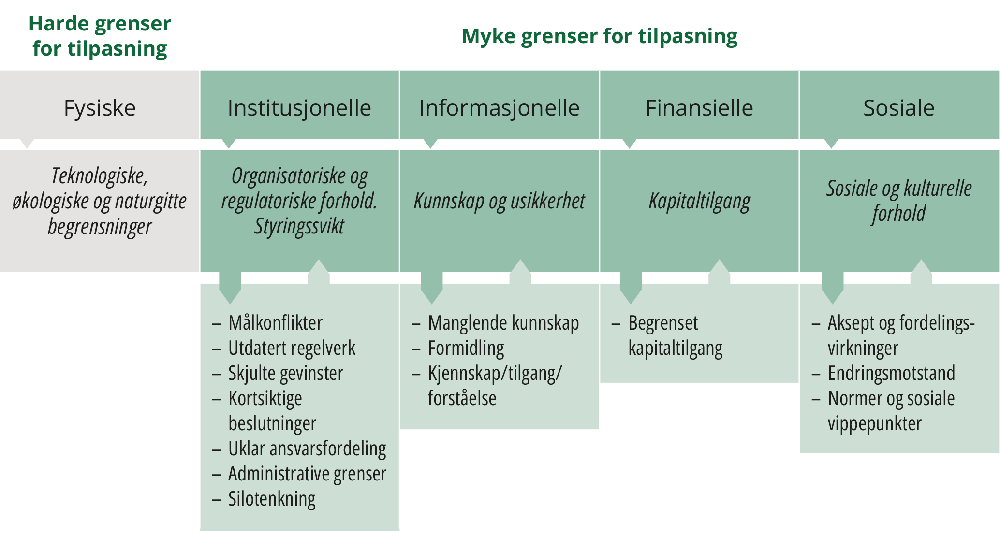 Harde grenser
for tilpasning
Myke grenser for tilpasning
Fysiske
Institusjonelle
Informasjonelle
Finansielle
Sosiale
Teknologiske,
økologiske og naturgitte
begrensninger
Organisatoriske og
regulatoriske forhold.
Styringssvikt
Kunnskap og usikkerhet
Kapitaltilgang
Sosiale og kulturelle
forhold
– Målkonflikter
– Utdatert regelverk
– Skjulte gevinster
– Kortsiktige
beslutninger
– Uklar ansvarsfordeling
– Administrative grenser
– Silotenkning
– Manglende kunnskap
– Formidling
– Kjennskap/tilgang/
forståelse
– Begrenset
kapitaltilgang
– Aksept og fordelings-
virkninger
– Endringsmotstand
– Normer og sosiale
vippepunkter